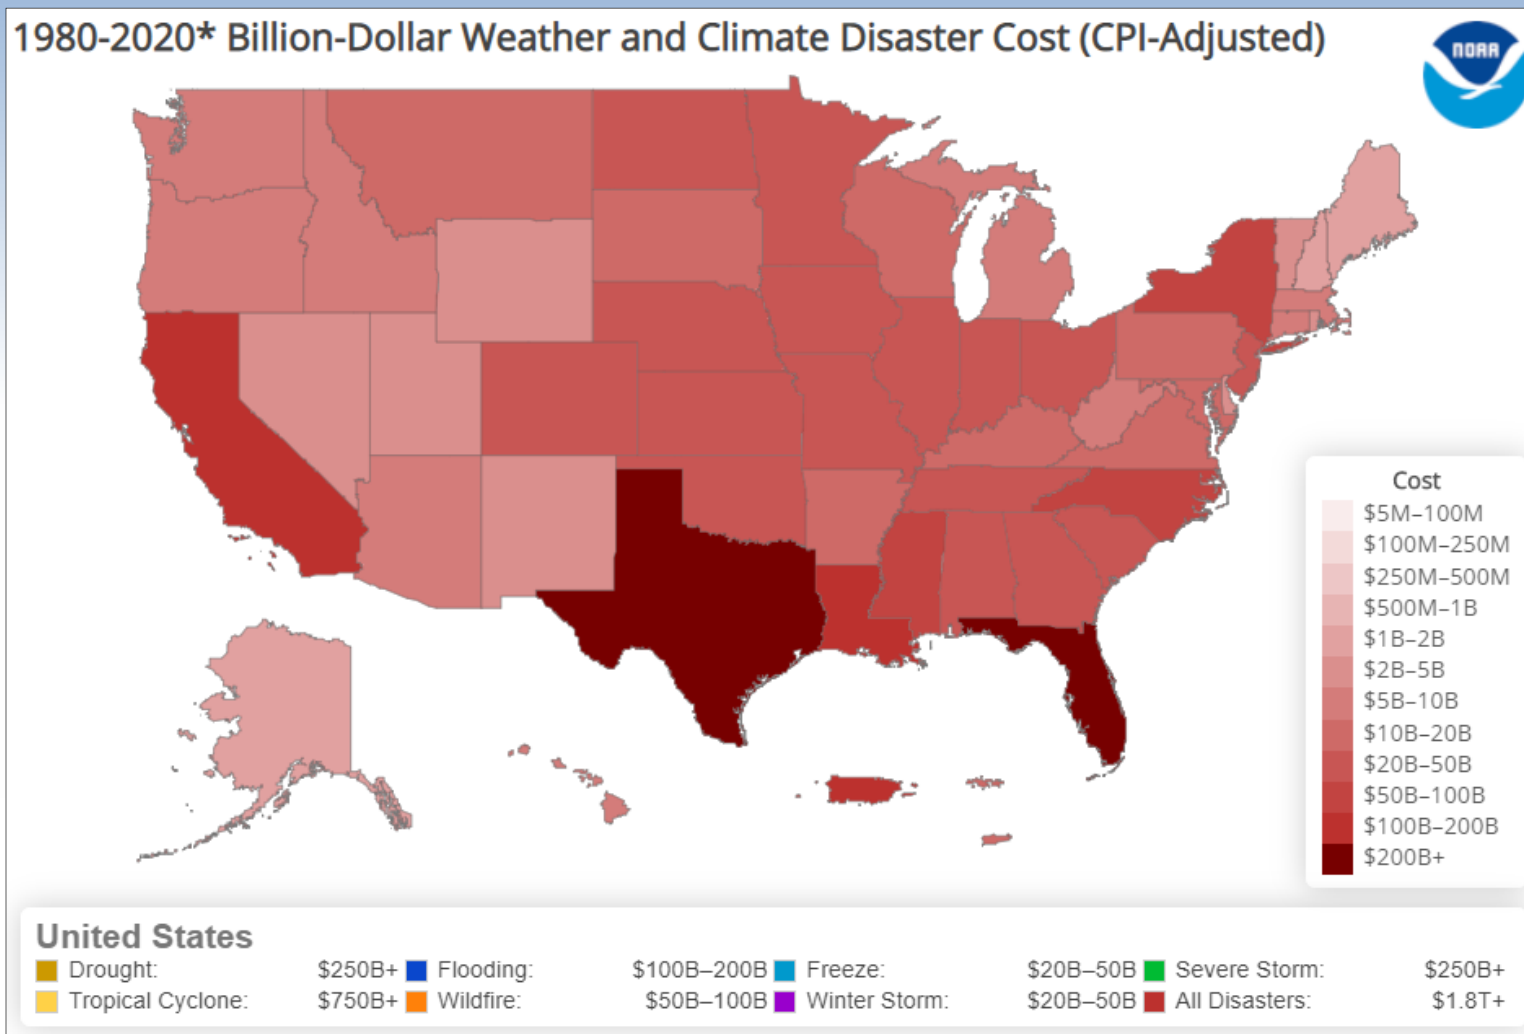 1980-2020* Billion-Dollar Weather and Climate Disaster Cost (CPI-Adjusted)
NOAA
Cost
$5M–100M
$100M–250M
$250M–500M
$500M–1B
$1B–2B
$2B–5B
$5B–10B
$10B–20B
$20B–50B
$50B–100B
$100B–200B
$200B+
United States
Drought: $250B+ Flooding: $100B–200B Freeze: $20B–50B Severe Storm: $250B+
Tropical Cyclone: $750B+ Wildfire: $50B–100B Winter Storm: $20B–50B All Disasters: $1.8T+